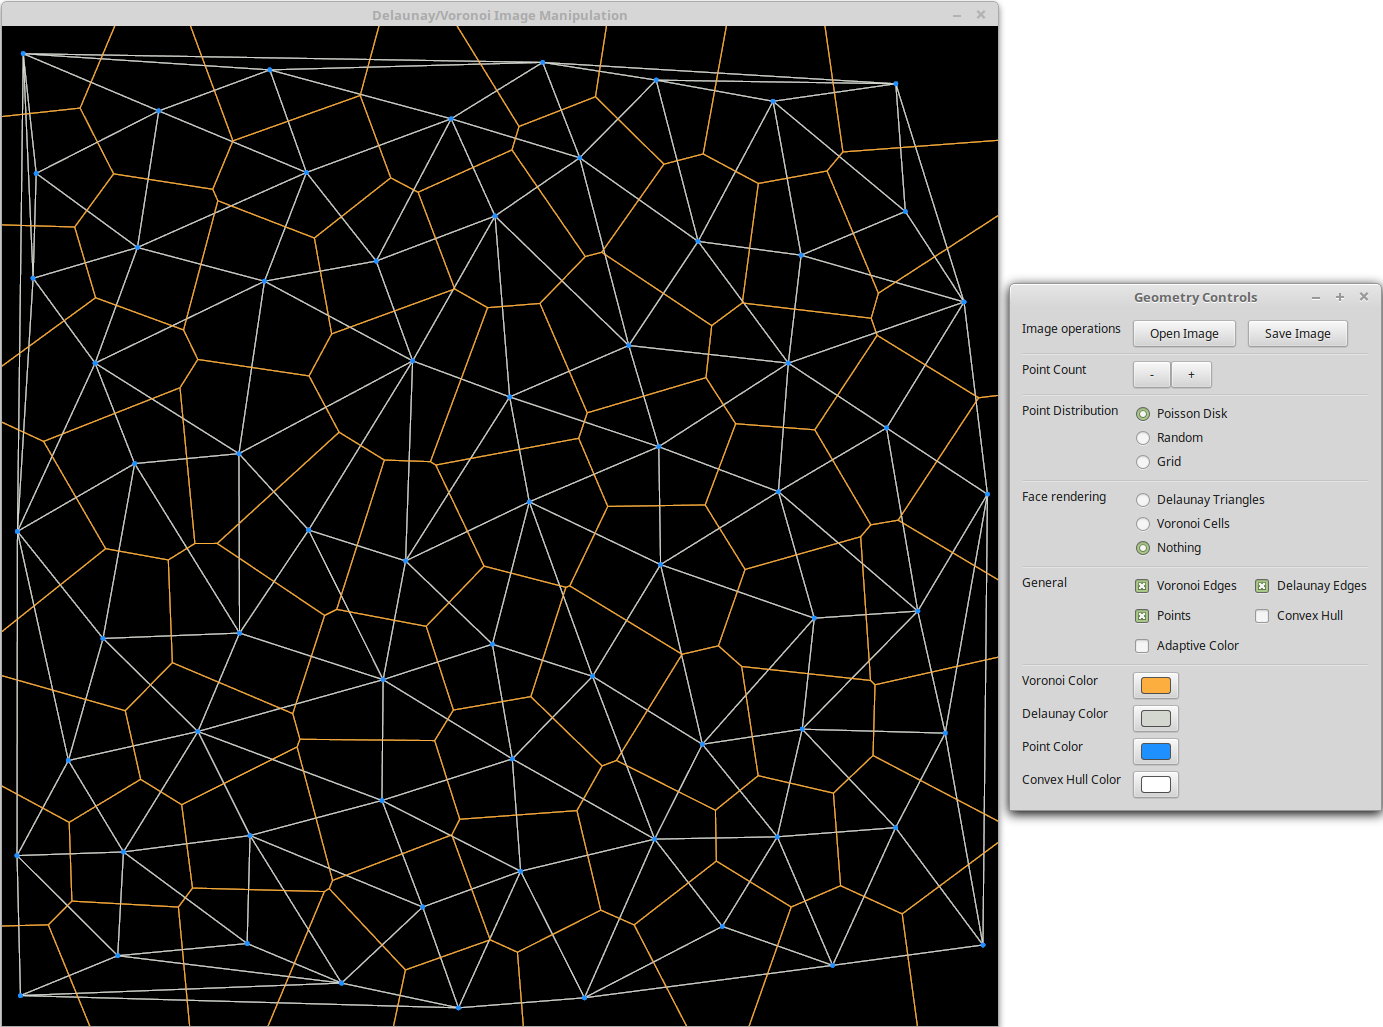 Delaunay/Voronoi Image Manipulation
Geometry Controls
Image operations Open Image Save Image
Point Count - +
Point Distribution Poisson Disk
Random
Grid
Face rendering Delaunay Triangles
Voronoi Cells
Nothing
General Voronoi Edges Delaunay Edges
Points Convex Hull
Adaptive Color
Voronoi Color
Delaunay Color
Point Color
Convex Hull Color